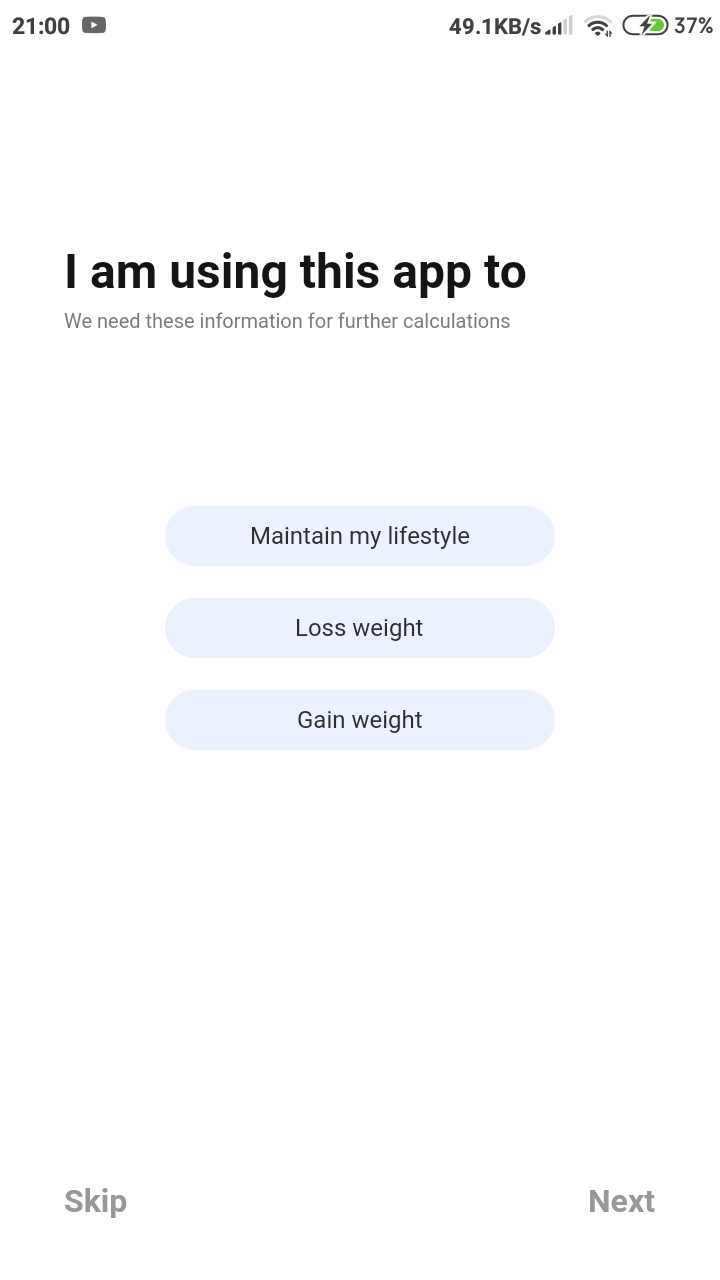 21:00 49.1KB/s 37%
I am using this app to
We need these information for further calculations
Maintain my lifestyle
Loss weight
Gain weight
Skip Next